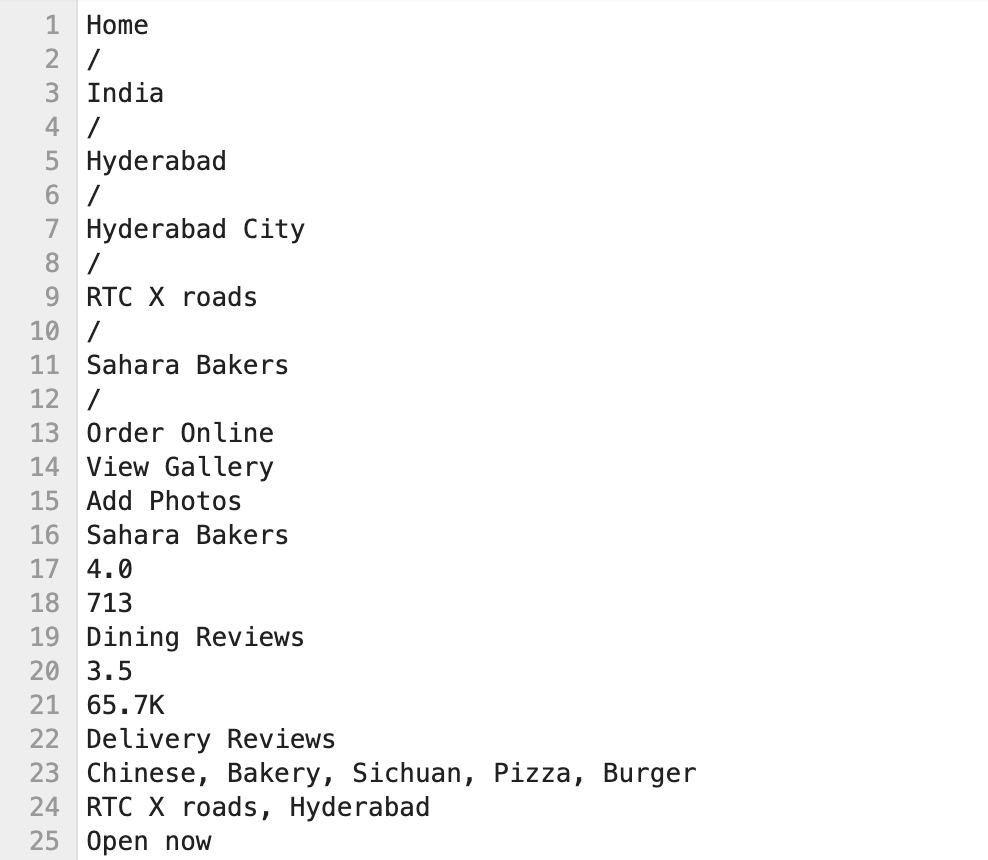 1 Home
2 /
3 India
4 /
5 Hyderabad
6 /
7 Hyderabad City
8 /
9 RTC X roads
10 /
11 Sahara Bakers
12 /
13 Order Online
14 View Gallery
15 Add Photos
16 Sahara Bakers
17 4.0
18 713
19 Dining Reviews
20 3.5
21 65.7K
22 Delivery Reviews
23 Chinese, Bakery, Sichuan, Pizza, Burger
24 RTC X roads, Hyderabad
25 Open now